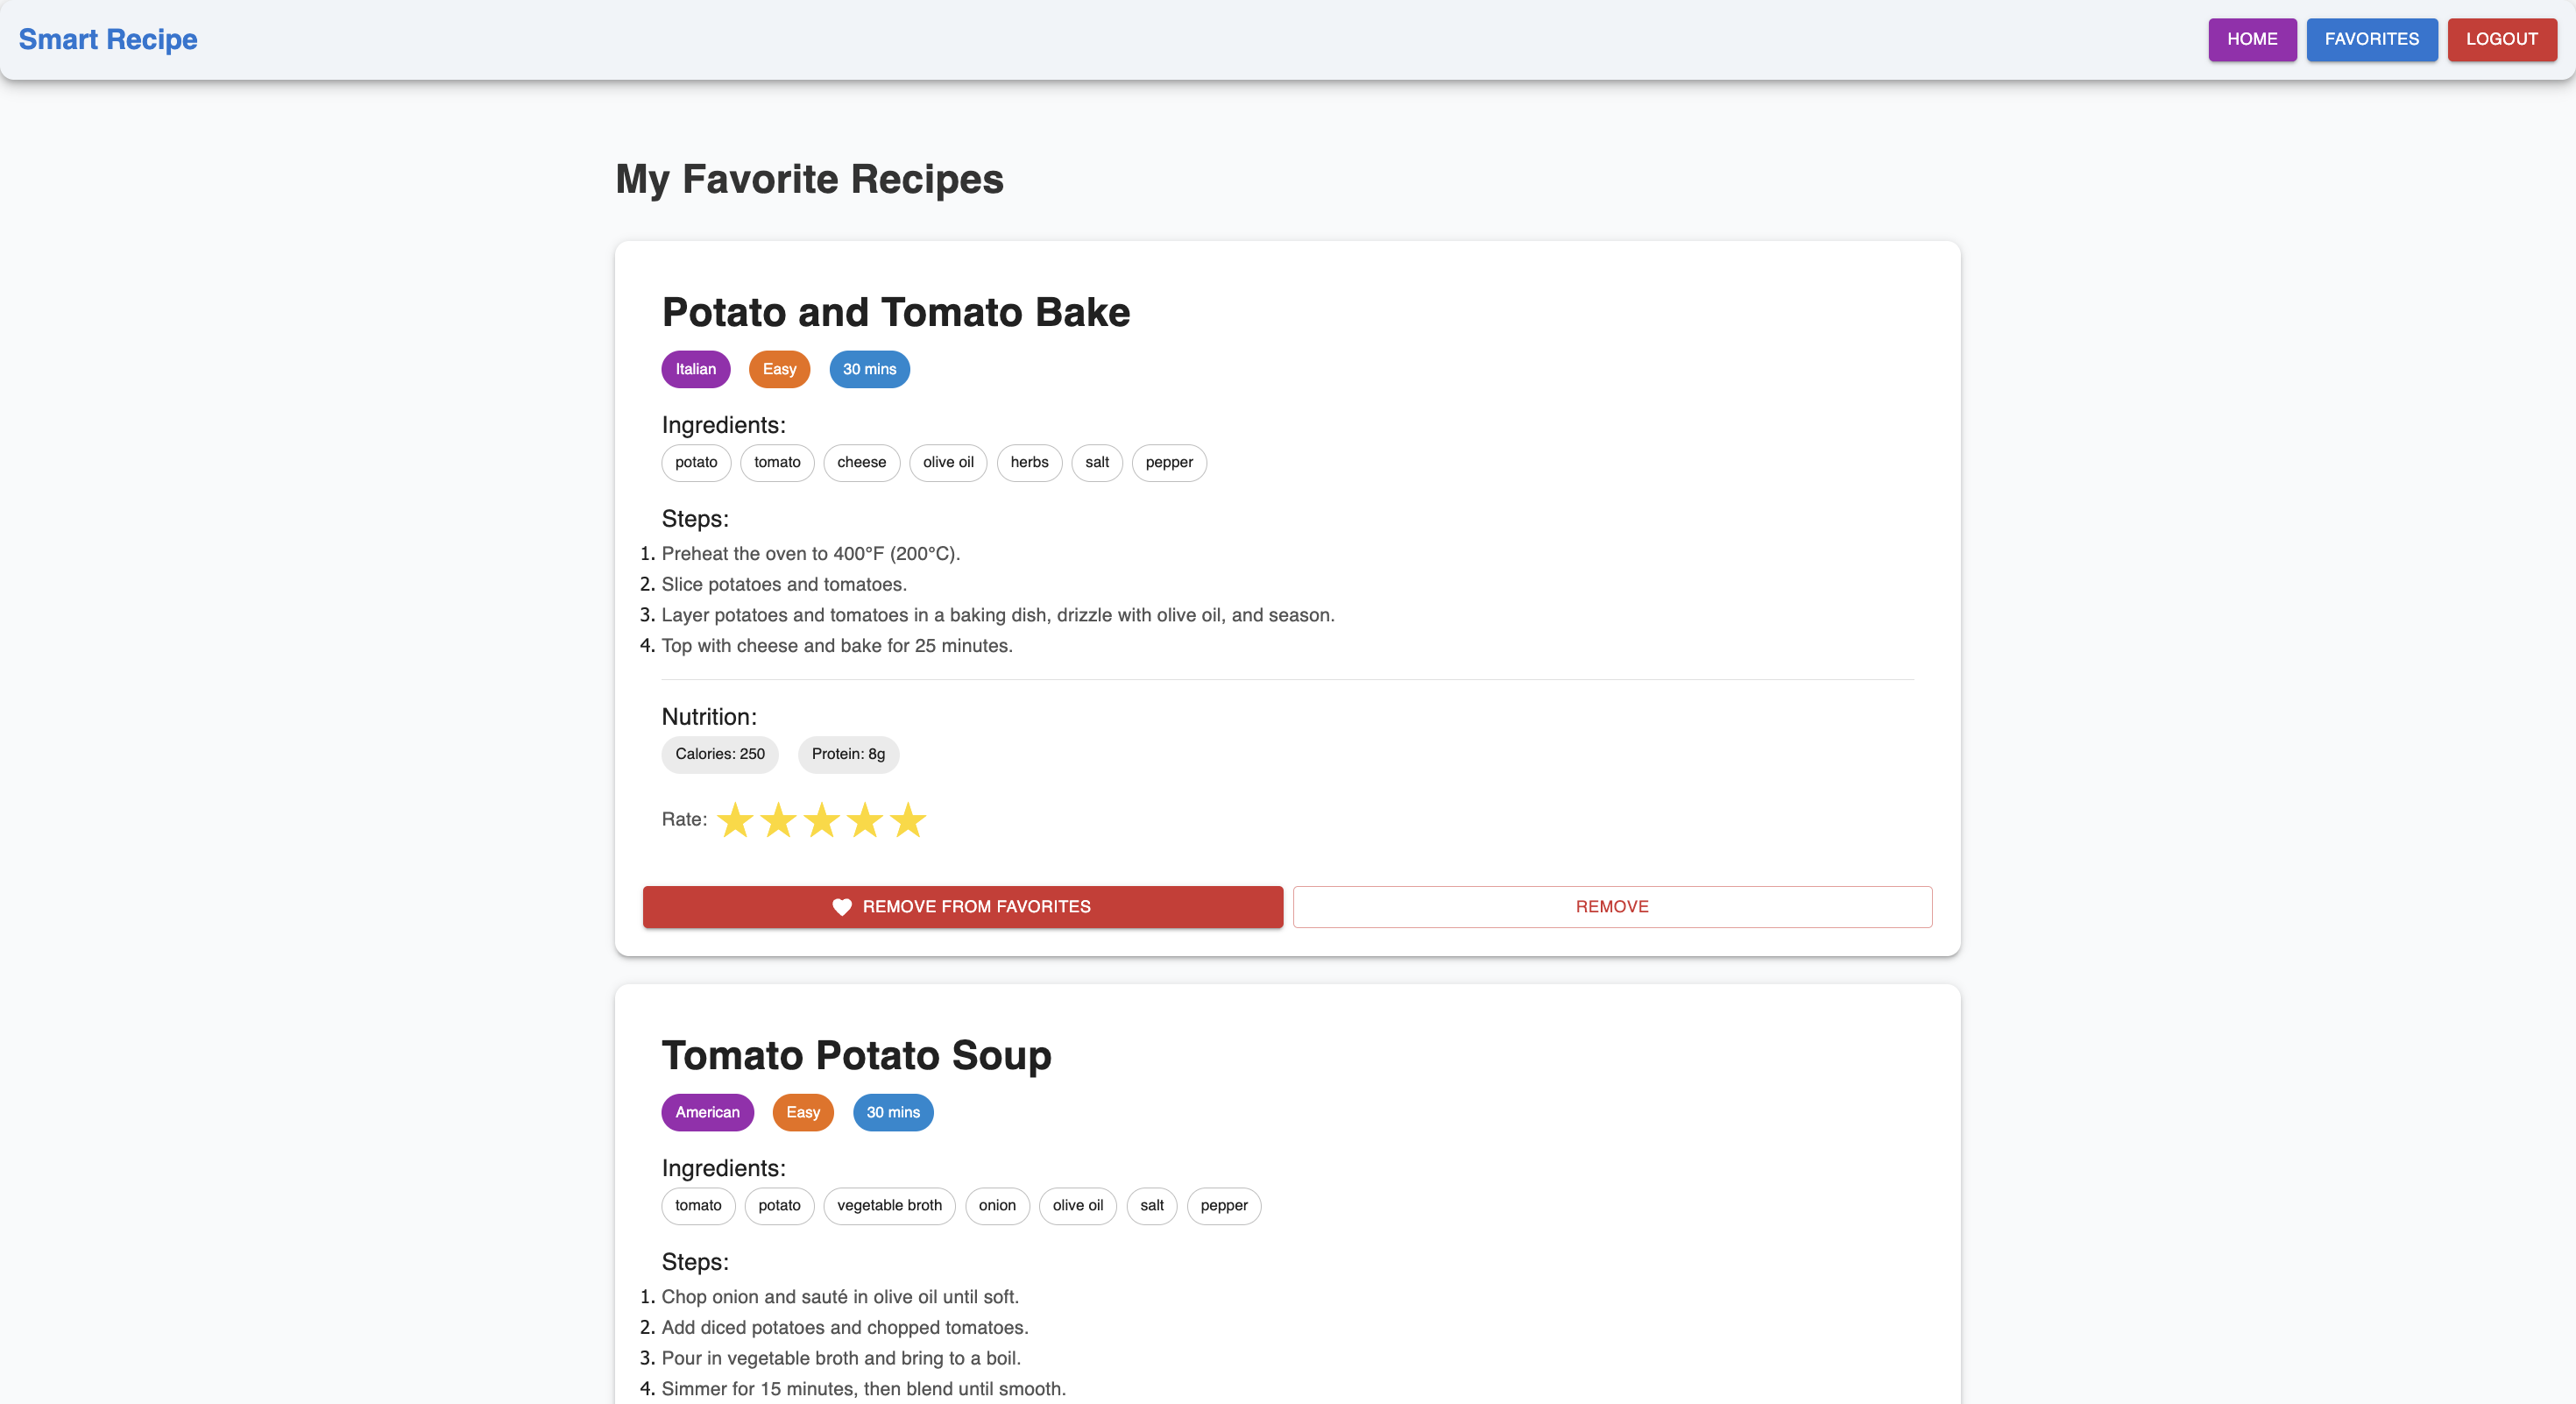 Smart Recipe
HOME FAVORITES LOGOUT
My Favorite Recipes
Potato and Tomato Bake
Italian Easy 30 mins
Ingredients:
potato tomato cheese olive oil herbs salt pepper
Steps:
1. Preheat the oven to 400°F (200°C).
2. Slice potatoes and tomatoes.
3. Layer potatoes and tomatoes in a baking dish, drizzle with olive oil, and season.
4. Top with cheese and bake for 25 minutes.
Nutrition:
Calories: 250 Protein: 8g
Rate:
REMOVE FROM FAVORITES REMOVE
Tomato Potato Soup
American Easy 30 mins
Ingredients:
tomato potato vegetable broth onion olive oil salt pepper
Steps:
1. Chop onion and sauté in olive oil until soft.
2. Add diced potatoes and chopped tomatoes.
3. Pour in vegetable broth and bring to a boil.
4. Simmer for 15 minutes, then blend until smooth.